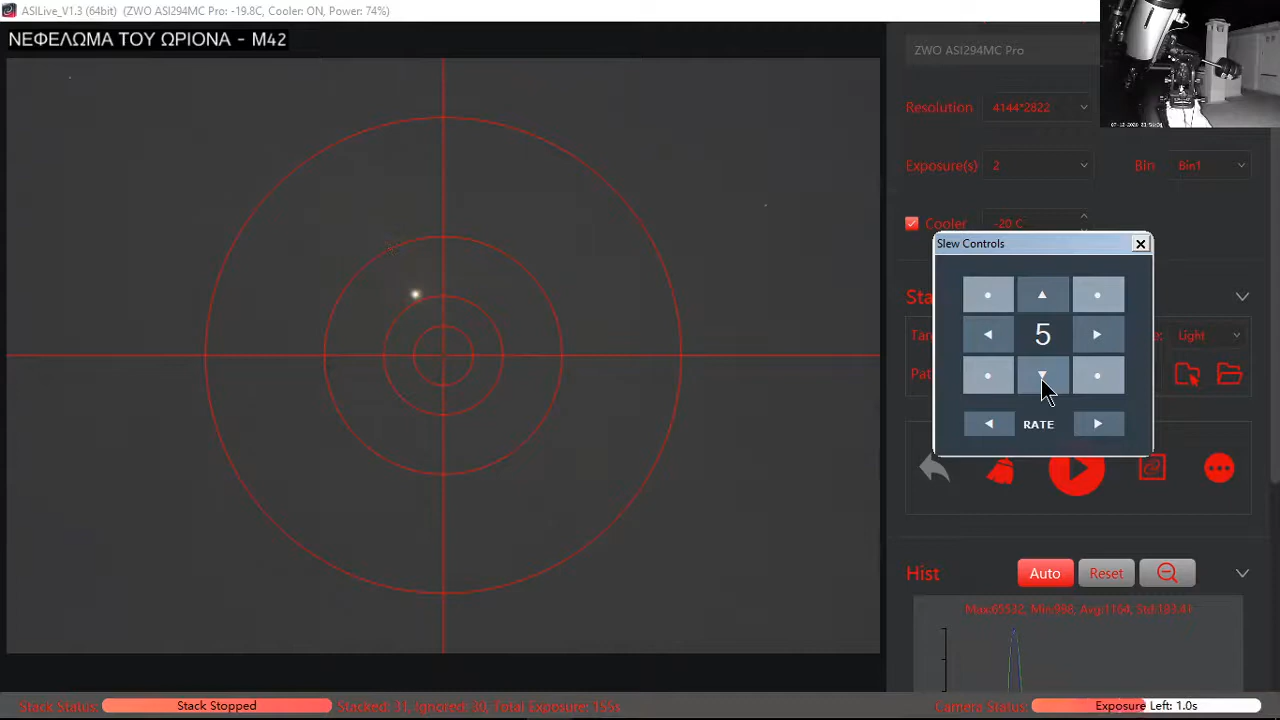 ASILive_V1.3 (64bit) (ZWO ASI294MC Pro: -19.8C, Cooler: ON, Power: 74%)
ΝΕΦΕΛΩΜΑ ΤΟΥ ΩΡΙΟΝΑ - M42
ZWO ASI294MC Pro
Resolution 4144*2822
Exposure(s) 2 Bin Bin1
Cooler -20 C
Slew Controls
5
RATE
Light
Hist Auto Reset
Max:65532, Min:988, Avg:1164, Std:183.41
Stack Status: Stack Stopped Stacked: 31, Ignored: 30, Total Exposure: 155s Camera Status: Exposure Left: 1.0s